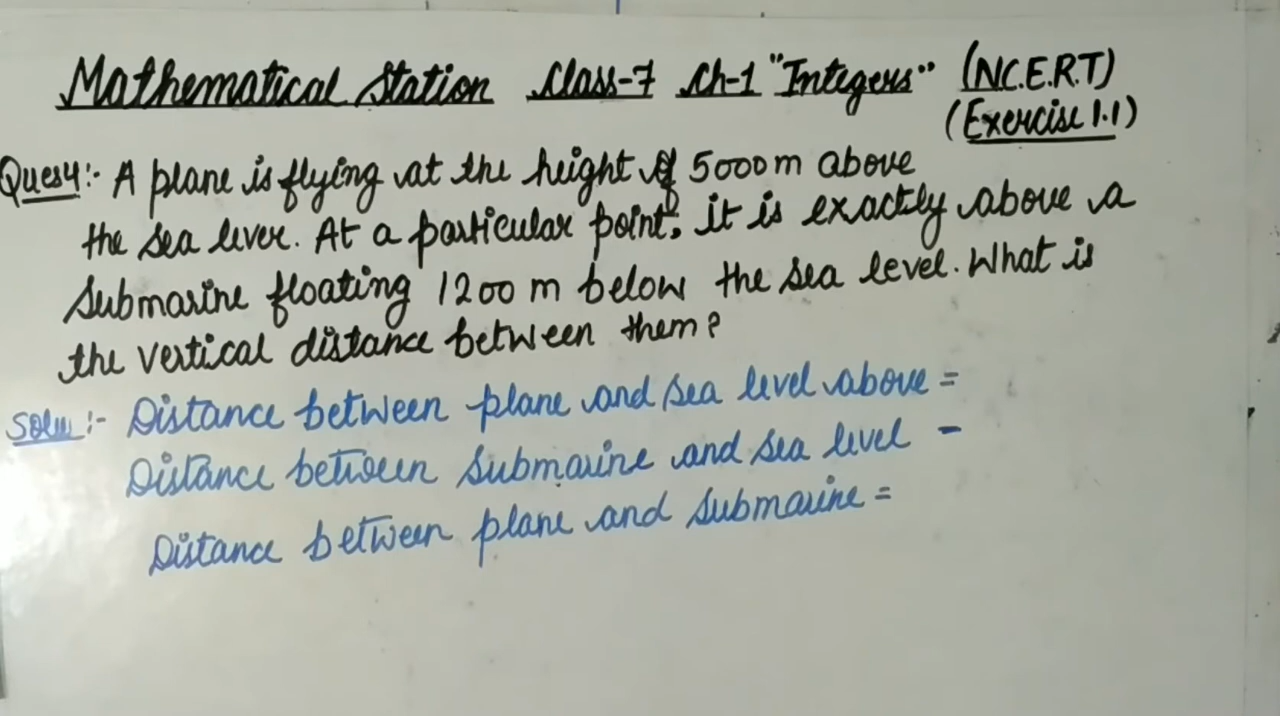 Mathematical Station Class-7 Ch-1 "Integers" (N.C.E.R.T)
(Exercise 1.1)
Ques4:- A plane is flying at the height of 5000 m above
the sea lever. At a particular point, it is exactly above a
Submarine floating 1200 m below the sea level. What is
the vertical distance between them?
Solu:- Distance between plane and sea level above =
Distance between submarine and sea level -
Distance between plane and submarine =